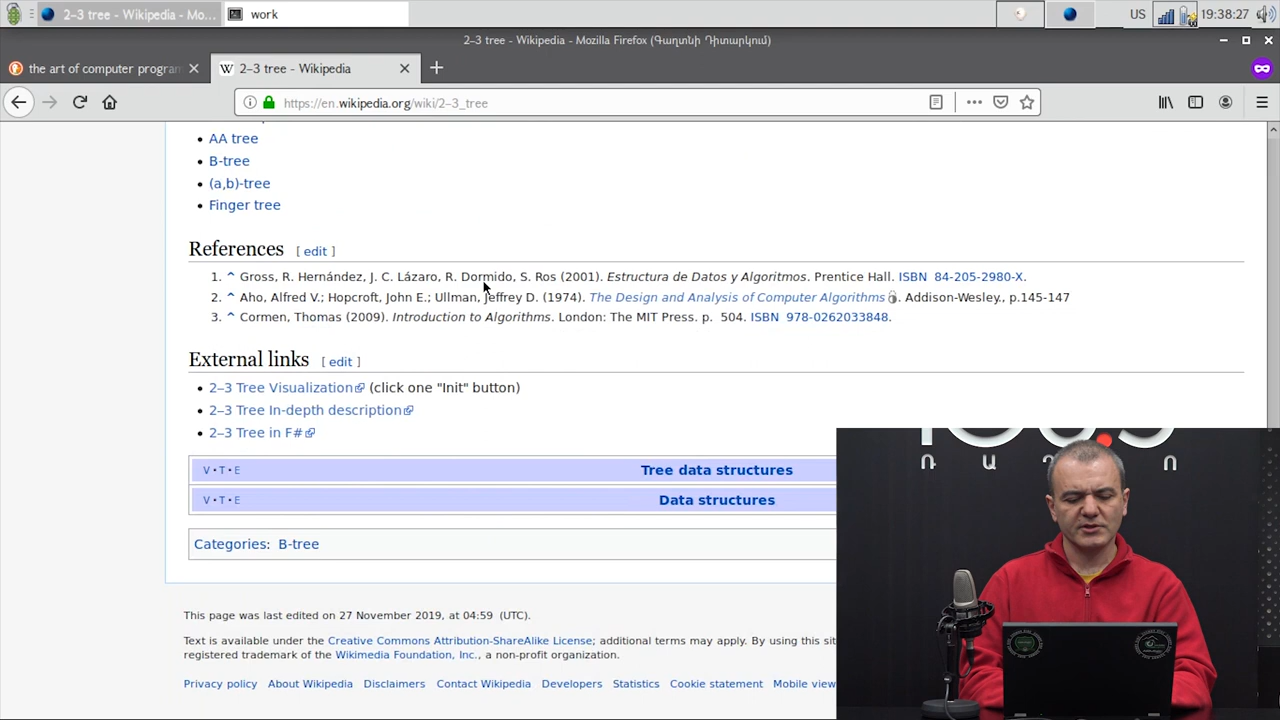 2–3 tree - Wikipedia - Mo...
work
US
19:38:27
2–3 tree - Wikipedia - Mozilla Firefox (Գաղտնի Դիտարկում)
the art of computer program
W 2–3 tree - Wikipedia
https://en.wikipedia.org/wiki/2–3_tree
AA tree
B-tree
(a,b)-tree
Finger tree
References [ edit ]
1. ^ Gross, R. Hernández, J. C. Lázaro, R. Dormido, S. Ros (2001). Estructura de Datos y Algoritmos. Prentice Hall. ISBN 84-205-2980-X.
2. ^ Aho, Alfred V.; Hopcroft, John E.; Ullman, Jeffrey D. (1974). The Design and Analysis of Computer Algorithms. Addison-Wesley., p.145-147
3. ^ Cormen, Thomas (2009). Introduction to Algorithms. London: The MIT Press. p. 504. ISBN 978-0262033848.
External links [ edit ]
2–3 Tree Visualization (click one "Init" button)
2–3 Tree In-depth description
2–3 Tree in F#
V • T • E Tree data structures
V • T • E Data structures
Categories: B-tree
ՌԱԴԻՈ
This page was last edited on 27 November 2019, at 04:59 (UTC).
Text is available under the Creative Commons Attribution-ShareAlike License; additional terms may apply. By using this sit
registered trademark of the Wikimedia Foundation, Inc., a non-profit organization.
Privacy policy About Wikipedia Disclaimers Contact Wikipedia Developers Statistics Cookie statement Mobile view